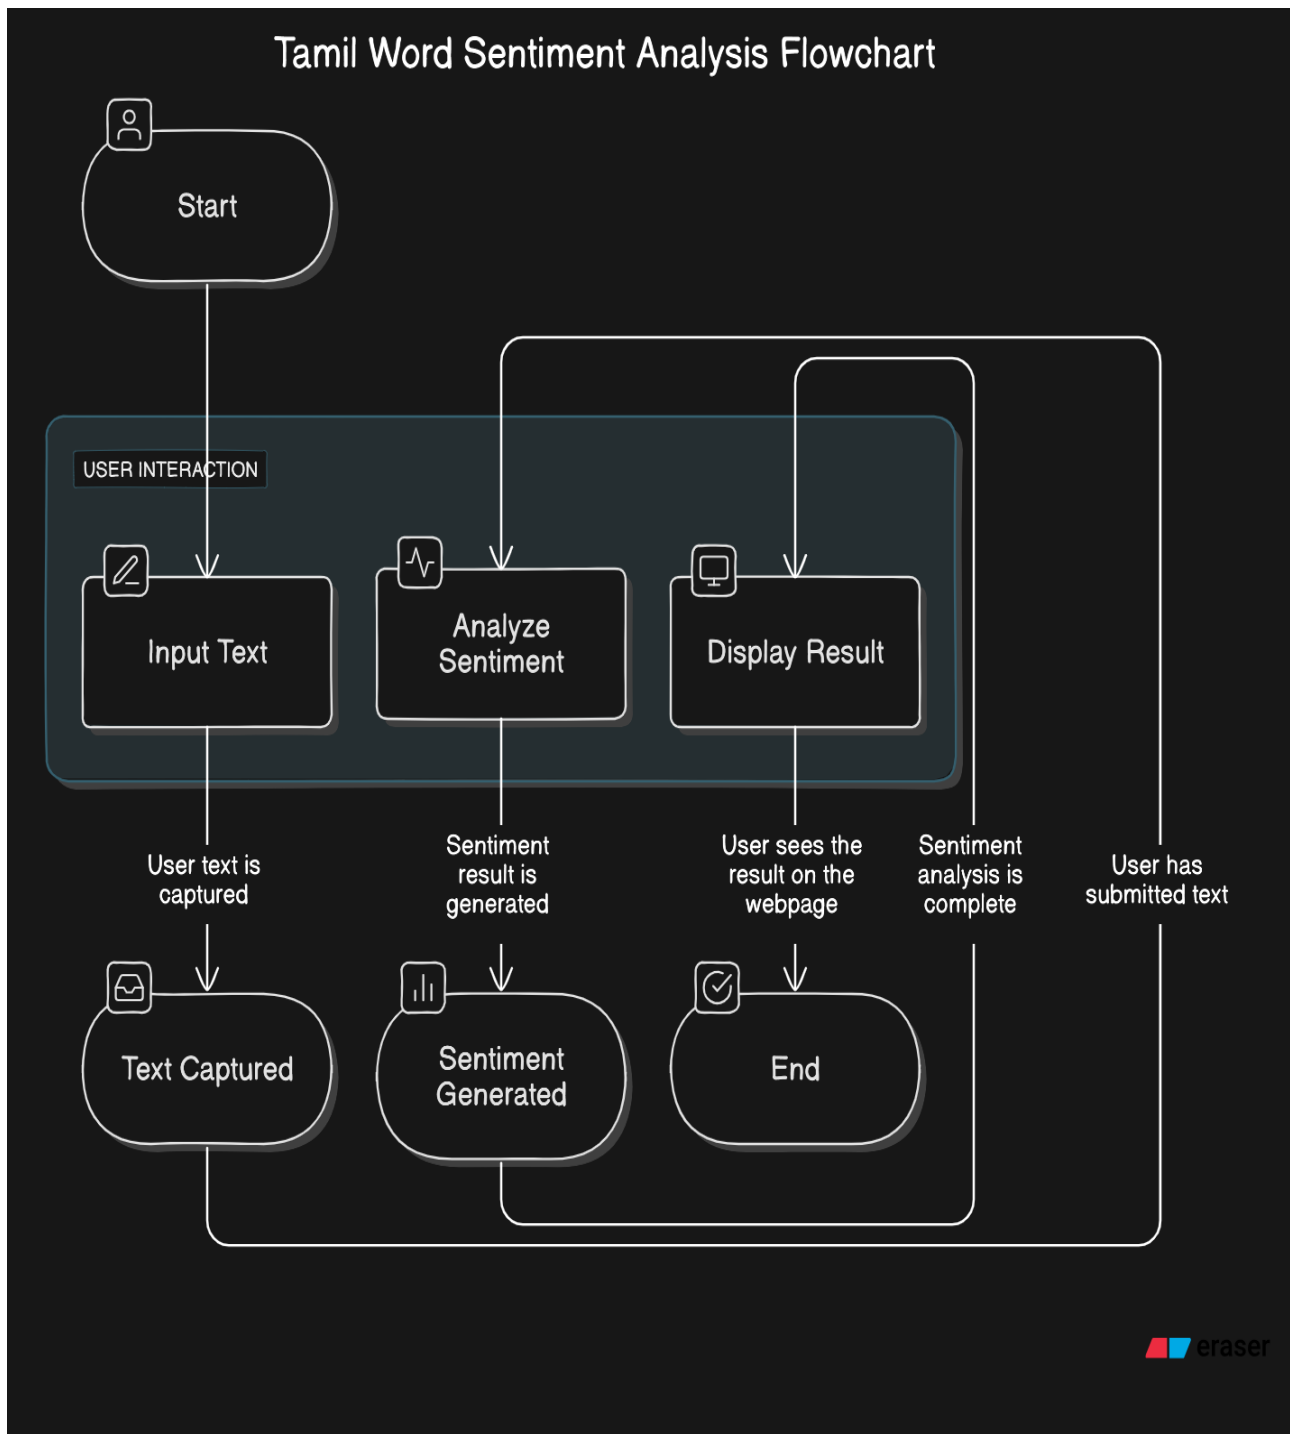 Tamil Word Sentiment Analysis Flowchart
Start
USER INTERACTION
Input Text
Analyze
Sentiment
Display Result
User text is
captured
Sentiment
result is
generated
User sees the
result on the
webpage
Sentiment
analysis is
complete
User has
submitted text
Text Captured
Sentiment
Generated
End
eraser